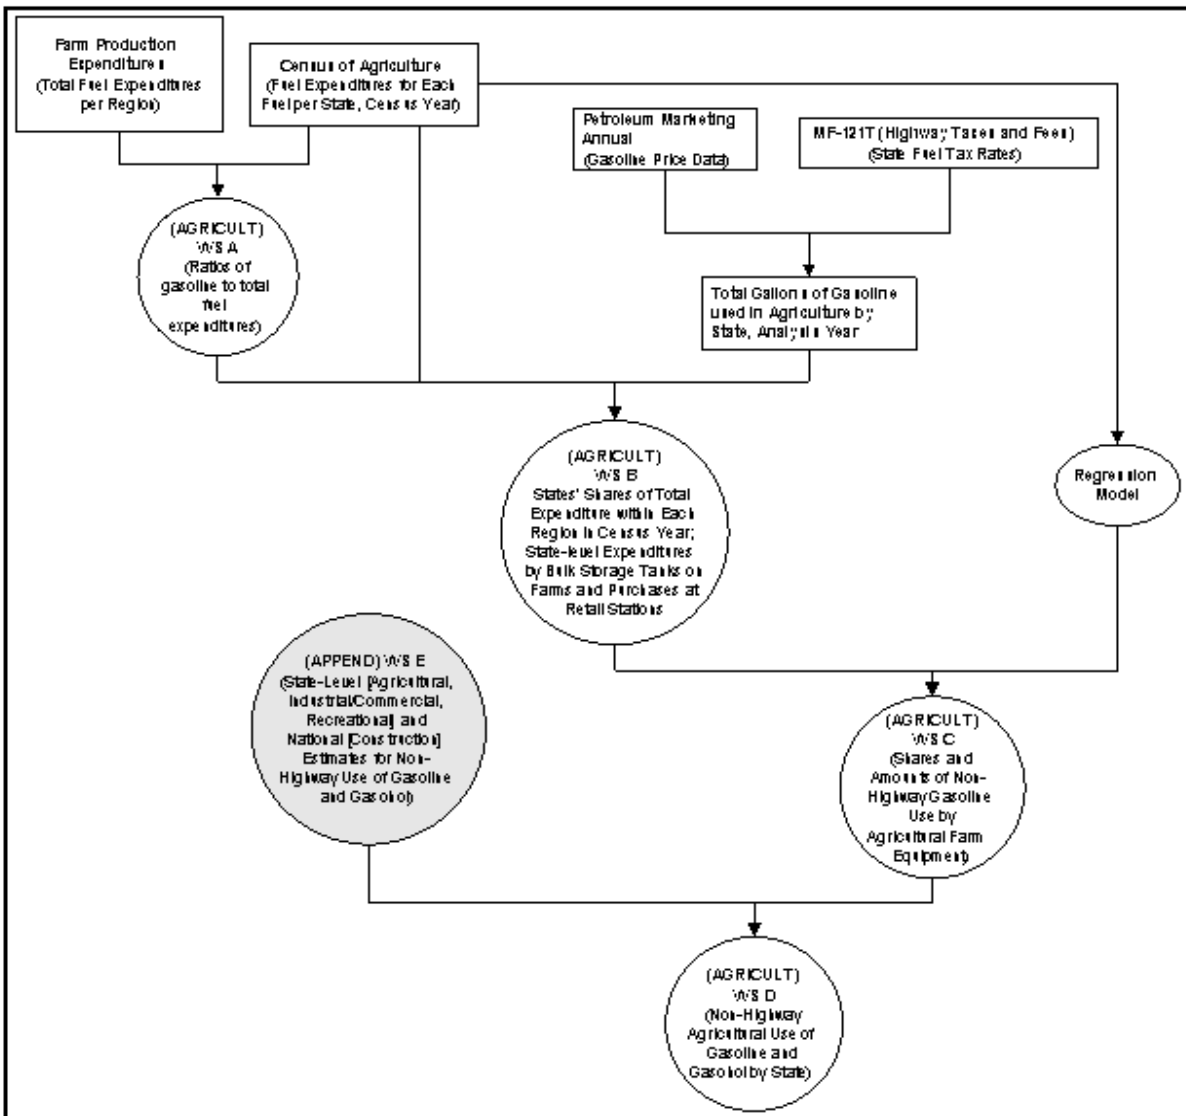 Farm Production
Expenditures
(Total Fuel Expenditures
per Region)
Census of Agriculture
(Fuel Expenditures for Each
Fuel per State, Census Year)
Petroleum Marketing
Annual
(Gasoline Price Data)
MF-121T (Highway Taxes and Fees)
(State Fuel Tax Rates)
(AGRICULT)
WS A
(Ratios of
gasoline to total
fuel
expenditures)
Total Gallons of Gasoline
used in Agriculture by
State, Analysis Year
(AGRICULT)
WS B
States' Shares of Total
Expenditure within Each
Region in Census Year;
State-level Expenditures
by Bulk Storage Tanks on
Farms and Purchases at
Retail Stations
Regression
Model
(APPEND) WS E
(State-Level [Agricultural,
Industrial/Commercial,
Recreational] and
National [Construction]
Estimates for Non-
Highway Use of Gasoline
and Gasohol)
(AGRICULT)
WS C
(Shares and
Amounts of Non-
Highway Gasoline
Use by
Agricultural Farm
Equipment)
(AGRICULT)
WS D
(Non-Highway
Agricultural Use of
Gasoline and
Gasohol by State)